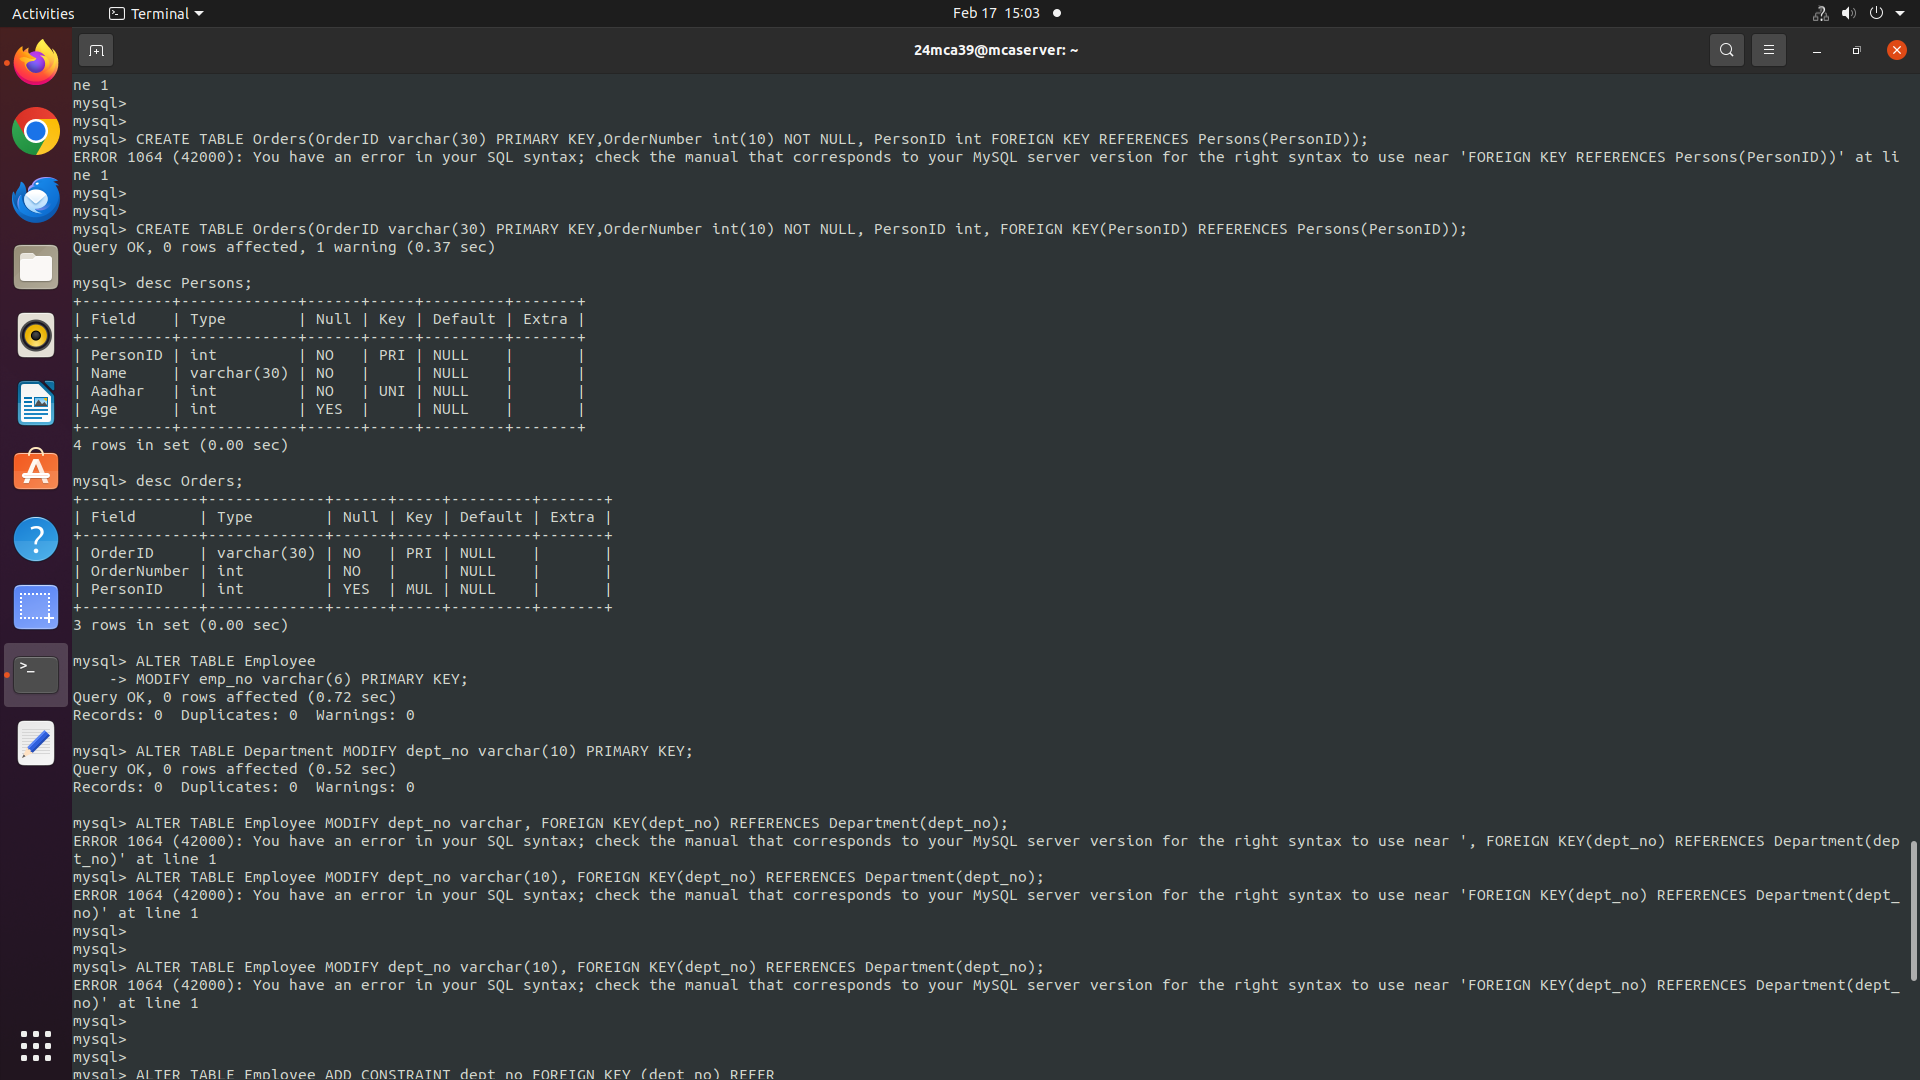 Activities
Terminal
Feb 17 15:03
24mca39@mcaserver: ~
ne 1
mysql>
mysql>
mysql> CREATE TABLE Orders(OrderID varchar(30) PRIMARY KEY,OrderNumber int(10) NOT NULL, PersonID int FOREIGN KEY REFERENCES Persons(PersonID));
ERROR 1064 (42000): You have an error in your SQL syntax; check the manual that corresponds to your MySQL server version for the right syntax to use near 'FOREIGN KEY REFERENCES Persons(PersonID))' at li
ne 1
mysql>
mysql>
mysql> CREATE TABLE Orders(OrderID varchar(30) PRIMARY KEY,OrderNumber int(10) NOT NULL, PersonID int, FOREIGN KEY(PersonID) REFERENCES Persons(PersonID));
Query OK, 0 rows affected, 1 warning (0.37 sec)
mysql> desc Persons;
+----------+-------------+------+-----+---------+-------+
| Field    | Type        | Null | Key | Default | Extra |
+----------+-------------+------+-----+---------+-------+
| PersonID | int         | NO   | PRI | NULL    |       |
| Name     | varchar(30) | NO   |     | NULL    |       |
| Aadhar   | int         | NO   | UNI | NULL    |       |
| Age      | int         | YES  |     | NULL    |       |
+----------+-------------+------+-----+---------+-------+
4 rows in set (0.00 sec)
mysql> desc Orders;
+-------------+-------------+------+-----+---------+-------+
| Field       | Type        | Null | Key | Default | Extra |
+-------------+-------------+------+-----+---------+-------+
| OrderID     | varchar(30) | NO   | PRI | NULL    |       |
| OrderNumber | int         | NO   |     | NULL    |       |
| PersonID    | int         | YES  | MUL | NULL    |       |
+-------------+-------------+------+-----+---------+-------+
3 rows in set (0.00 sec)
mysql> ALTER TABLE Employee
    -> MODIFY emp_no varchar(6) PRIMARY KEY;
Query OK, 0 rows affected (0.72 sec)
Records: 0  Duplicates: 0  Warnings: 0
mysql> ALTER TABLE Department MODIFY dept_no varchar(10) PRIMARY KEY;
Query OK, 0 rows affected (0.52 sec)
Records: 0  Duplicates: 0  Warnings: 0
mysql> ALTER TABLE Employee MODIFY dept_no varchar, FOREIGN KEY(dept_no) REFERENCES Department(dept_no);
ERROR 1064 (42000): You have an error in your SQL syntax; check the manual that corresponds to your MySQL server version for the right syntax to use near ', FOREIGN KEY(dept_no) REFERENCES Department(dep
t_no)' at line 1
mysql> ALTER TABLE Employee MODIFY dept_no varchar(10), FOREIGN KEY(dept_no) REFERENCES Department(dept_no);
ERROR 1064 (42000): You have an error in your SQL syntax; check the manual that corresponds to your MySQL server version for the right syntax to use near 'FOREIGN KEY(dept_no) REFERENCES Department(dept_
no)' at line 1
mysql>
mysql>
mysql> ALTER TABLE Employee MODIFY dept_no varchar(10), FOREIGN KEY(dept_no) REFERENCES Department(dept_no);
ERROR 1064 (42000): You have an error in your SQL syntax; check the manual that corresponds to your MySQL server version for the right syntax to use near 'FOREIGN KEY(dept_no) REFERENCES Department(dept_
no)' at line 1
mysql>
mysql>
mysql>
mysql> ALTER TABLE Employee ADD CONSTRAINT dept_no FOREIGN KEY (dept_no) REFER